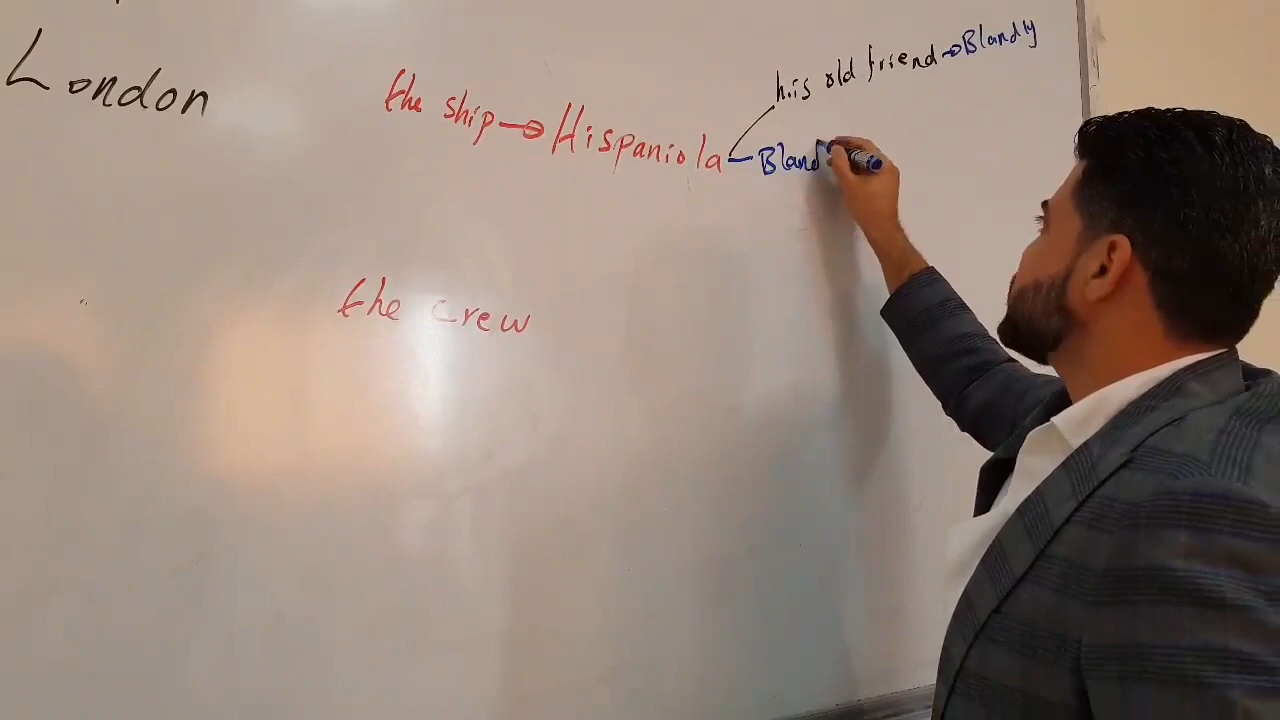 his old friend → Blandly
London
the ship → Hispaniola
Bland
the crew